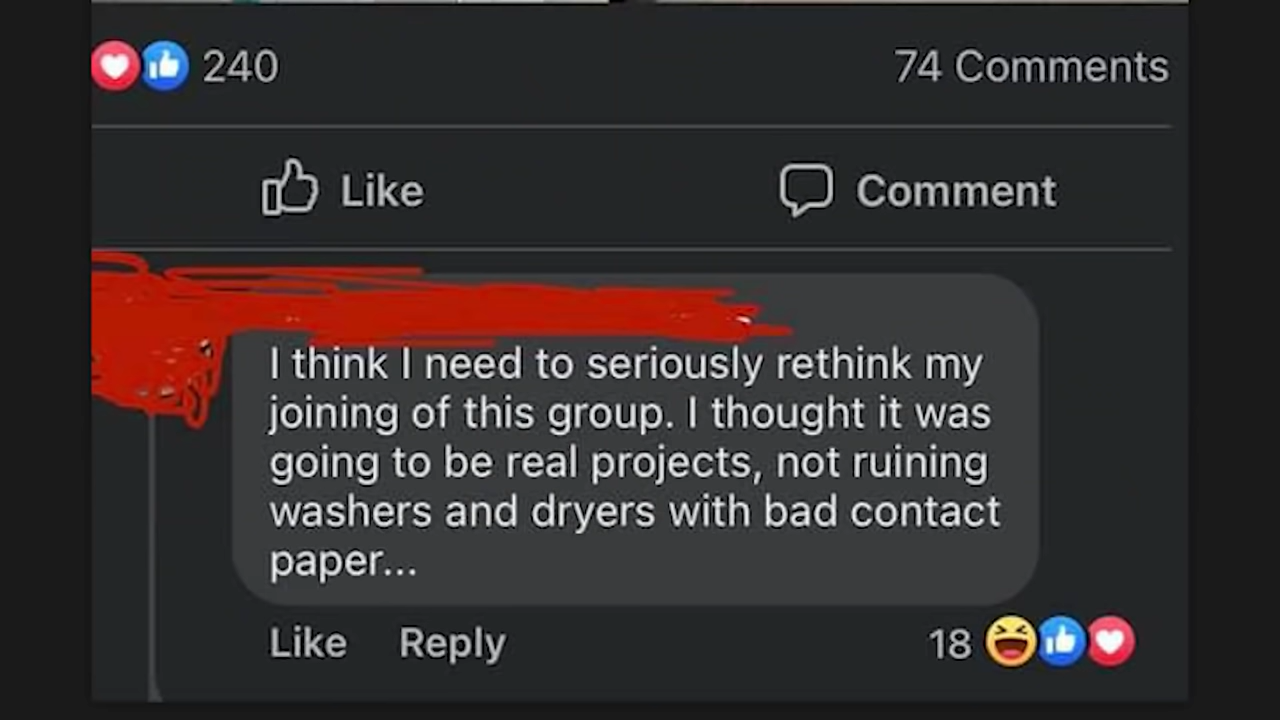 240
74 Comments
Like
Comment
I think I need to seriously rethink my
joining of this group. I thought it was
going to be real projects, not ruining
washers and dryers with bad contact
paper...
Like Reply
18